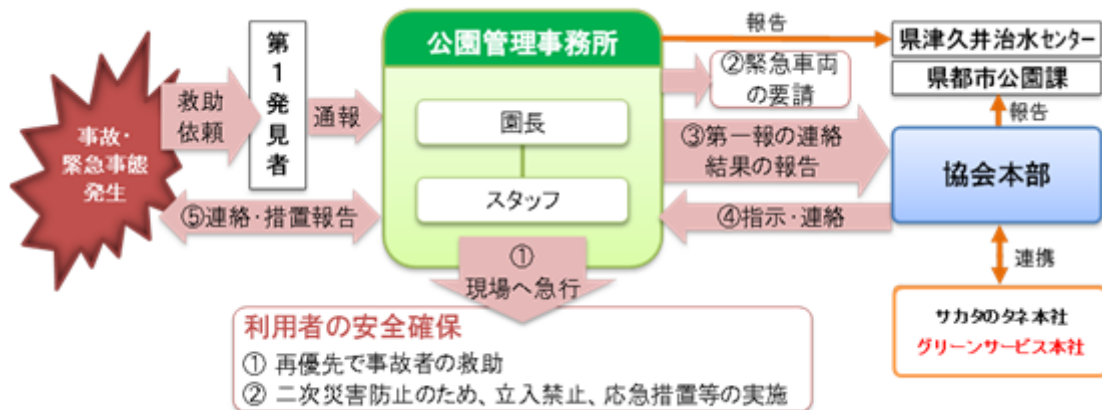 事故・
緊急事態
発生
救助
依頼
第
1
発
見
者
通報
⑤連絡・措置報告
公園管理事務所
園長
スタッフ
①
現場へ急行
報告
②緊急車両
の要請
③第一報の連絡
結果の報告
④指示・連絡
県津久井治水センター
県都市公園課
報告
協会本部
連携
サカタのタネ本社
グリーンサービス本社
利用者の安全確保
① 再優先で事故者の救助
② 二次災害防止のため、立入禁止、応急措置等の実施